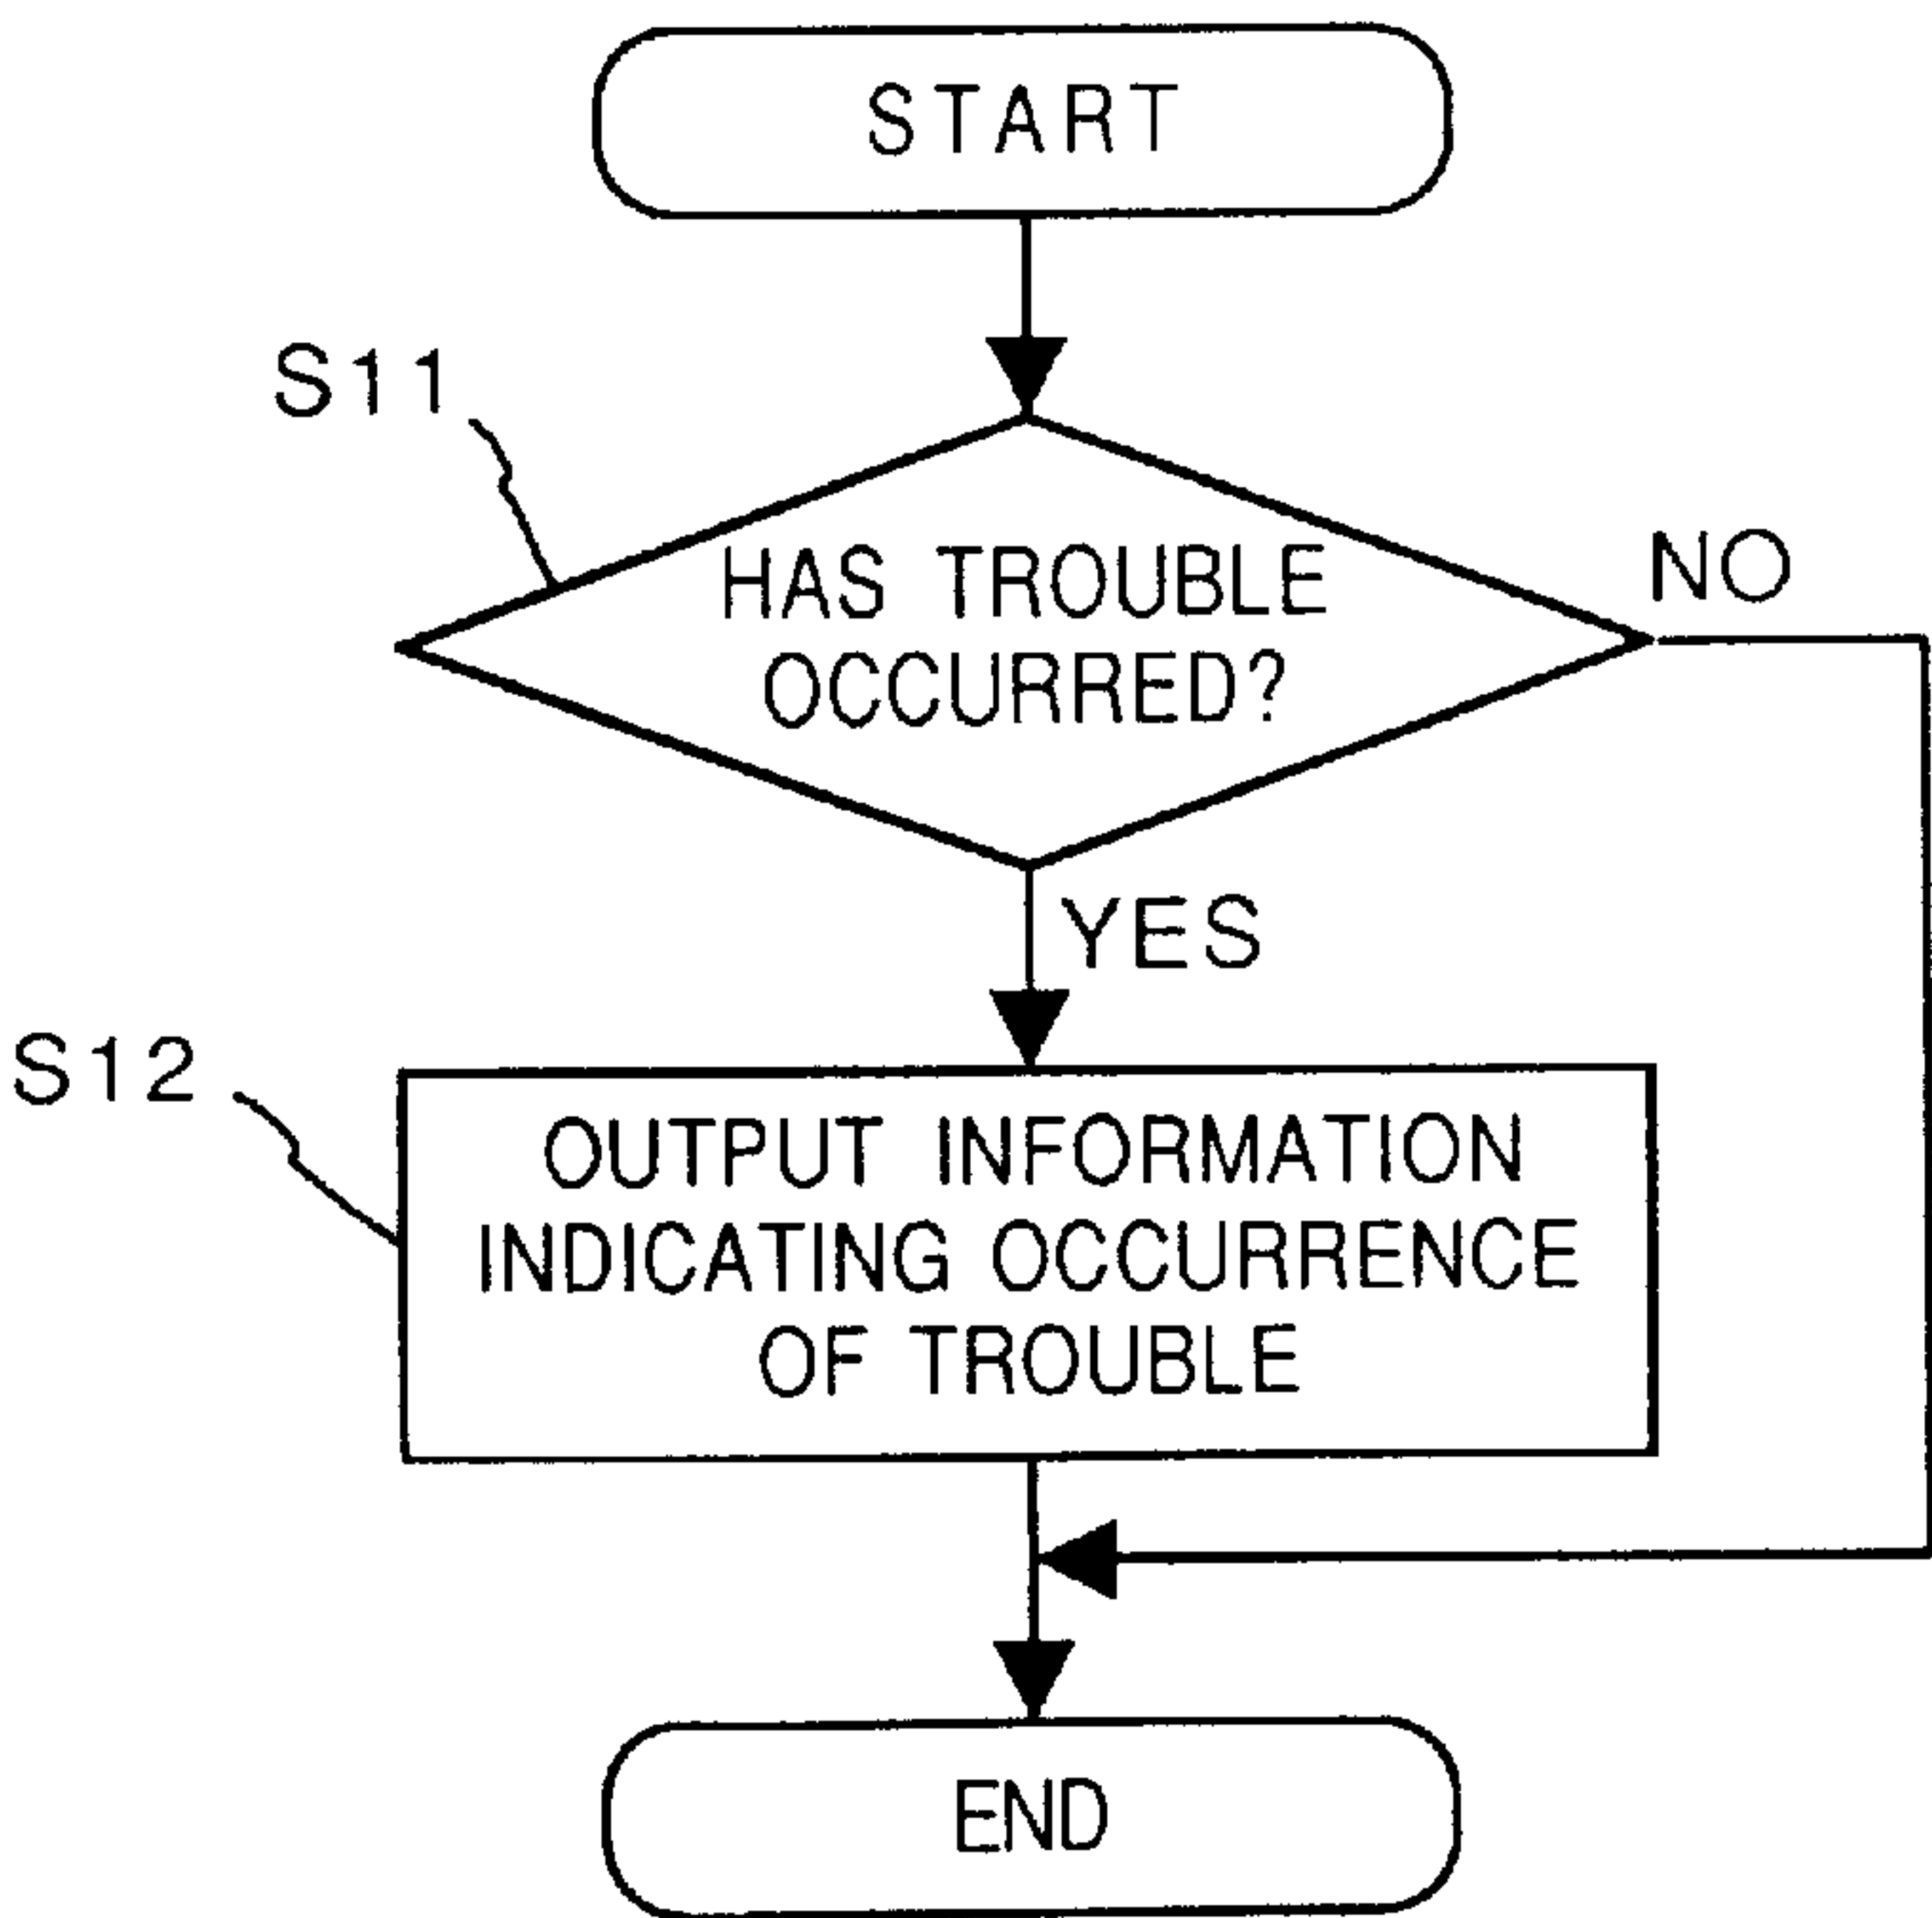 START
S11
HAS TROUBLE
OCCURRED?
NO
YES
S12
OUTPUT INFORMATION
INDICATING OCCURRENCE
OF TROUBLE
END